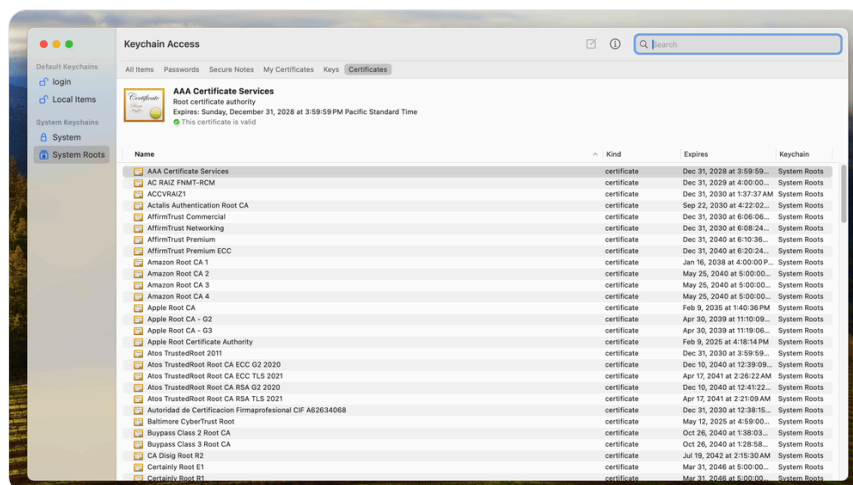 Keychain Access
Search
Default Keychains
login
Local Items
System Keychains
System
System Roots
All Items Passwords Secure Notes My Certificates Keys Certificates
Certificate
AAA Certificate Services
Root certificate authority
Expires: Sunday, December 31, 2028 at 3:59:59 PM Pacific Standard Time
This certificate is valid
Name Kind Expires Keychain
AAA Certificate Services certificate Dec 31, 2028 at 3:59:59... System Roots
AC RAIZ FNMT-RCM certificate Dec 31, 2029 at 4:00:00... System Roots
ACCVRAIZ1 certificate Dec 31, 2030 at 1:37:37 AM System Roots
Actalis Authentication Root CA certificate Sep 22, 2030 at 4:22:02... System Roots
AffirmTrust Commercial certificate Dec 31, 2030 at 6:06:06... System Roots
AffirmTrust Networking certificate Dec 31, 2030 at 6:08:24... System Roots
AffirmTrust Premium certificate Dec 31, 2040 at 6:10:36... System Roots
AffirmTrust Premium ECC certificate Dec 31, 2040 at 6:20:24... System Roots
Amazon Root CA 1 certificate Jan 16, 2038 at 4:00:00 P... System Roots
Amazon Root CA 2 certificate May 25, 2040 at 5:00:00... System Roots
Amazon Root CA 3 certificate May 25, 2040 at 5:00:00... System Roots
Amazon Root CA 4 certificate May 25, 2040 at 5:00:00... System Roots
Apple Root CA certificate Feb 9, 2035 at 1:40:36 PM System Roots
Apple Root CA - G2 certificate Apr 30, 2039 at 11:10:09... System Roots
Apple Root CA - G3 certificate Apr 30, 2039 at 11:19:06... System Roots
Apple Root Certificate Authority certificate Feb 9, 2025 at 4:18:14 PM System Roots
Atos TrustedRoot 2011 certificate Dec 31, 2030 at 3:59:59... System Roots
Atos TrustedRoot Root CA ECC G2 2020 certificate Dec 10, 2040 at 12:39:09... System Roots
Atos TrustedRoot Root CA ECC TLS 2021 certificate Apr 17, 2041 at 2:26:22 AM System Roots
Atos TrustedRoot Root CA RSA G2 2020 certificate Dec 10, 2040 at 12:41:22... System Roots
Atos TrustedRoot Root CA RSA TLS 2021 certificate Apr 17, 2041 at 2:21:09 AM System Roots
Autoridad de Certificacion Firmaprofesional CIF A62634068 certificate Dec 31, 2030 at 12:38:15... System Roots
Baltimore CyberTrust Root certificate May 12, 2025 at 4:59:00... System Roots
Buypass Class 2 Root CA certificate Oct 26, 2040 at 1:38:03... System Roots
Buypass Class 3 Root CA certificate Oct 26, 2040 at 1:28:58... System Roots
CA Disig Root R2 certificate Jul 19, 2042 at 2:15:30 AM System Roots
Certainly Root E1 certificate Mar 31, 2046 at 5:00:00... System Roots
Certainly Root R1 certificate Mar 31, 2046 at 5:00:00... System Roots